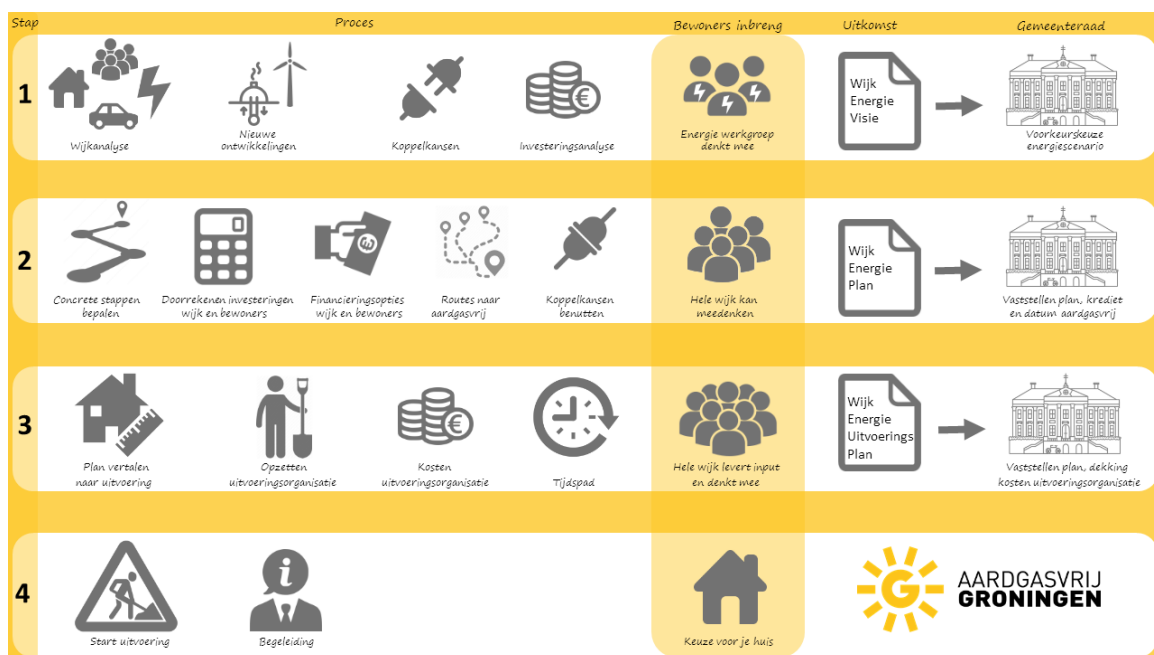 Stap
Proces
Bewoners inbreng
Uitkomst
Gemeenteraad
1
Wijkanalyse
Nieuwe
ontwikkelingen
Koppelkansen
€
Investeringsanalyse
Energie werkgroep
denkt mee
Wijk
Energie
Visie
Voorkeurskeuze
energiescenario
2
Concrete stappen
bepalen
Doorrekenen investeringen
wijk en bewoners
Financieringsopties
wijk en bewoners
Routes naar
aardgasvrij
Koppelkansen
benutten
Hele wijk kan
meedenken
Wijk
Energie
Plan
Vaststellen plan, krediet
en datum aardgasvrij
3
Plan vertalen
naar uitvoering
Opzetten
uitvoeringsorganisatie
€
Kosten
uitvoeringsorganisatie
Tijdspad
Hele wijk levert input
en denkt mee
Wijk
Energie
Uitvoerings
Plan
Vaststellen plan, dekking
kosten uitvoeringsorganisatie
4
Start uitvoering
i
Begeleiding
Keuze voor je huis
G
AARDGASVRIJ
GRONINGEN